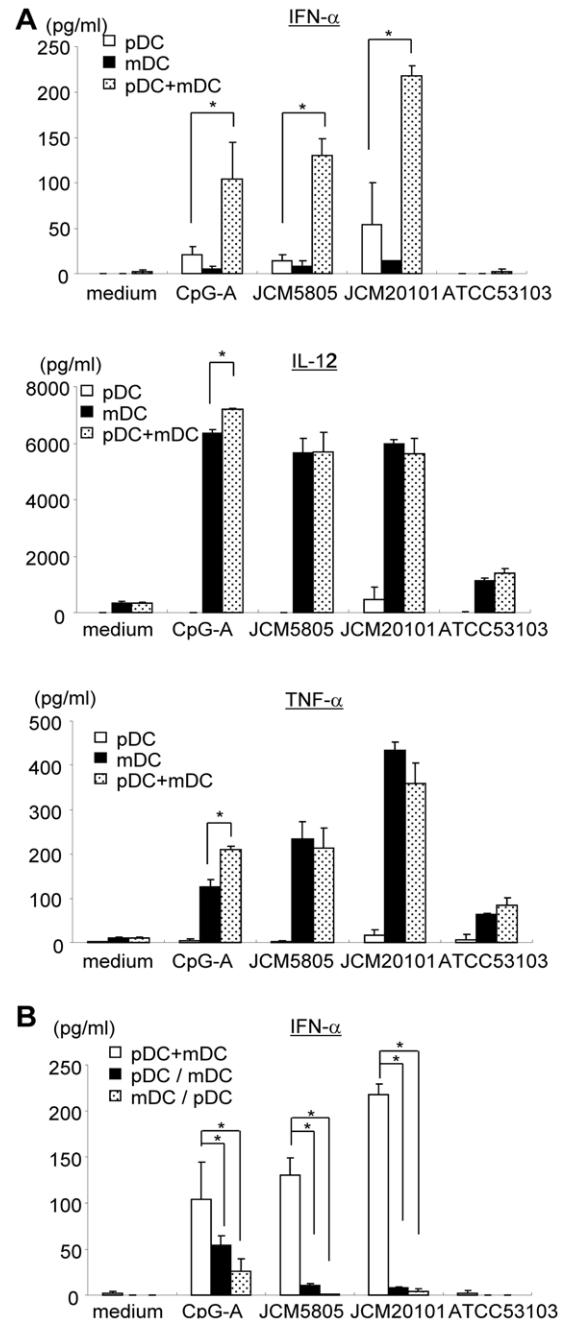 A
(pg/ml)
IFN-α
pDC
mDC
pDC+mDC
250
200
150
100
50
0
*
*
*
medium
CpG-A
JCM5805
JCM20101
ATCC53103
(pg/ml)
IL-12
pDC
mDC
pDC+mDC
8000
6000
4000
2000
0
*
medium
CpG-A
JCM5805
JCM20101
ATCC53103
(pg/ml)
TNF-α
pDC
mDC
pDC+mDC
500
400
300
200
100
0
*
medium
CpG-A
JCM5805
JCM20101
ATCC53103
B
(pg/ml)
IFN-α
pDC+mDC
pDC / mDC
mDC / pDC
250
200
150
100
50
0
*
*
*
*
*
*
medium
CpG-A
JCM5805
JCM20101
ATCC53103